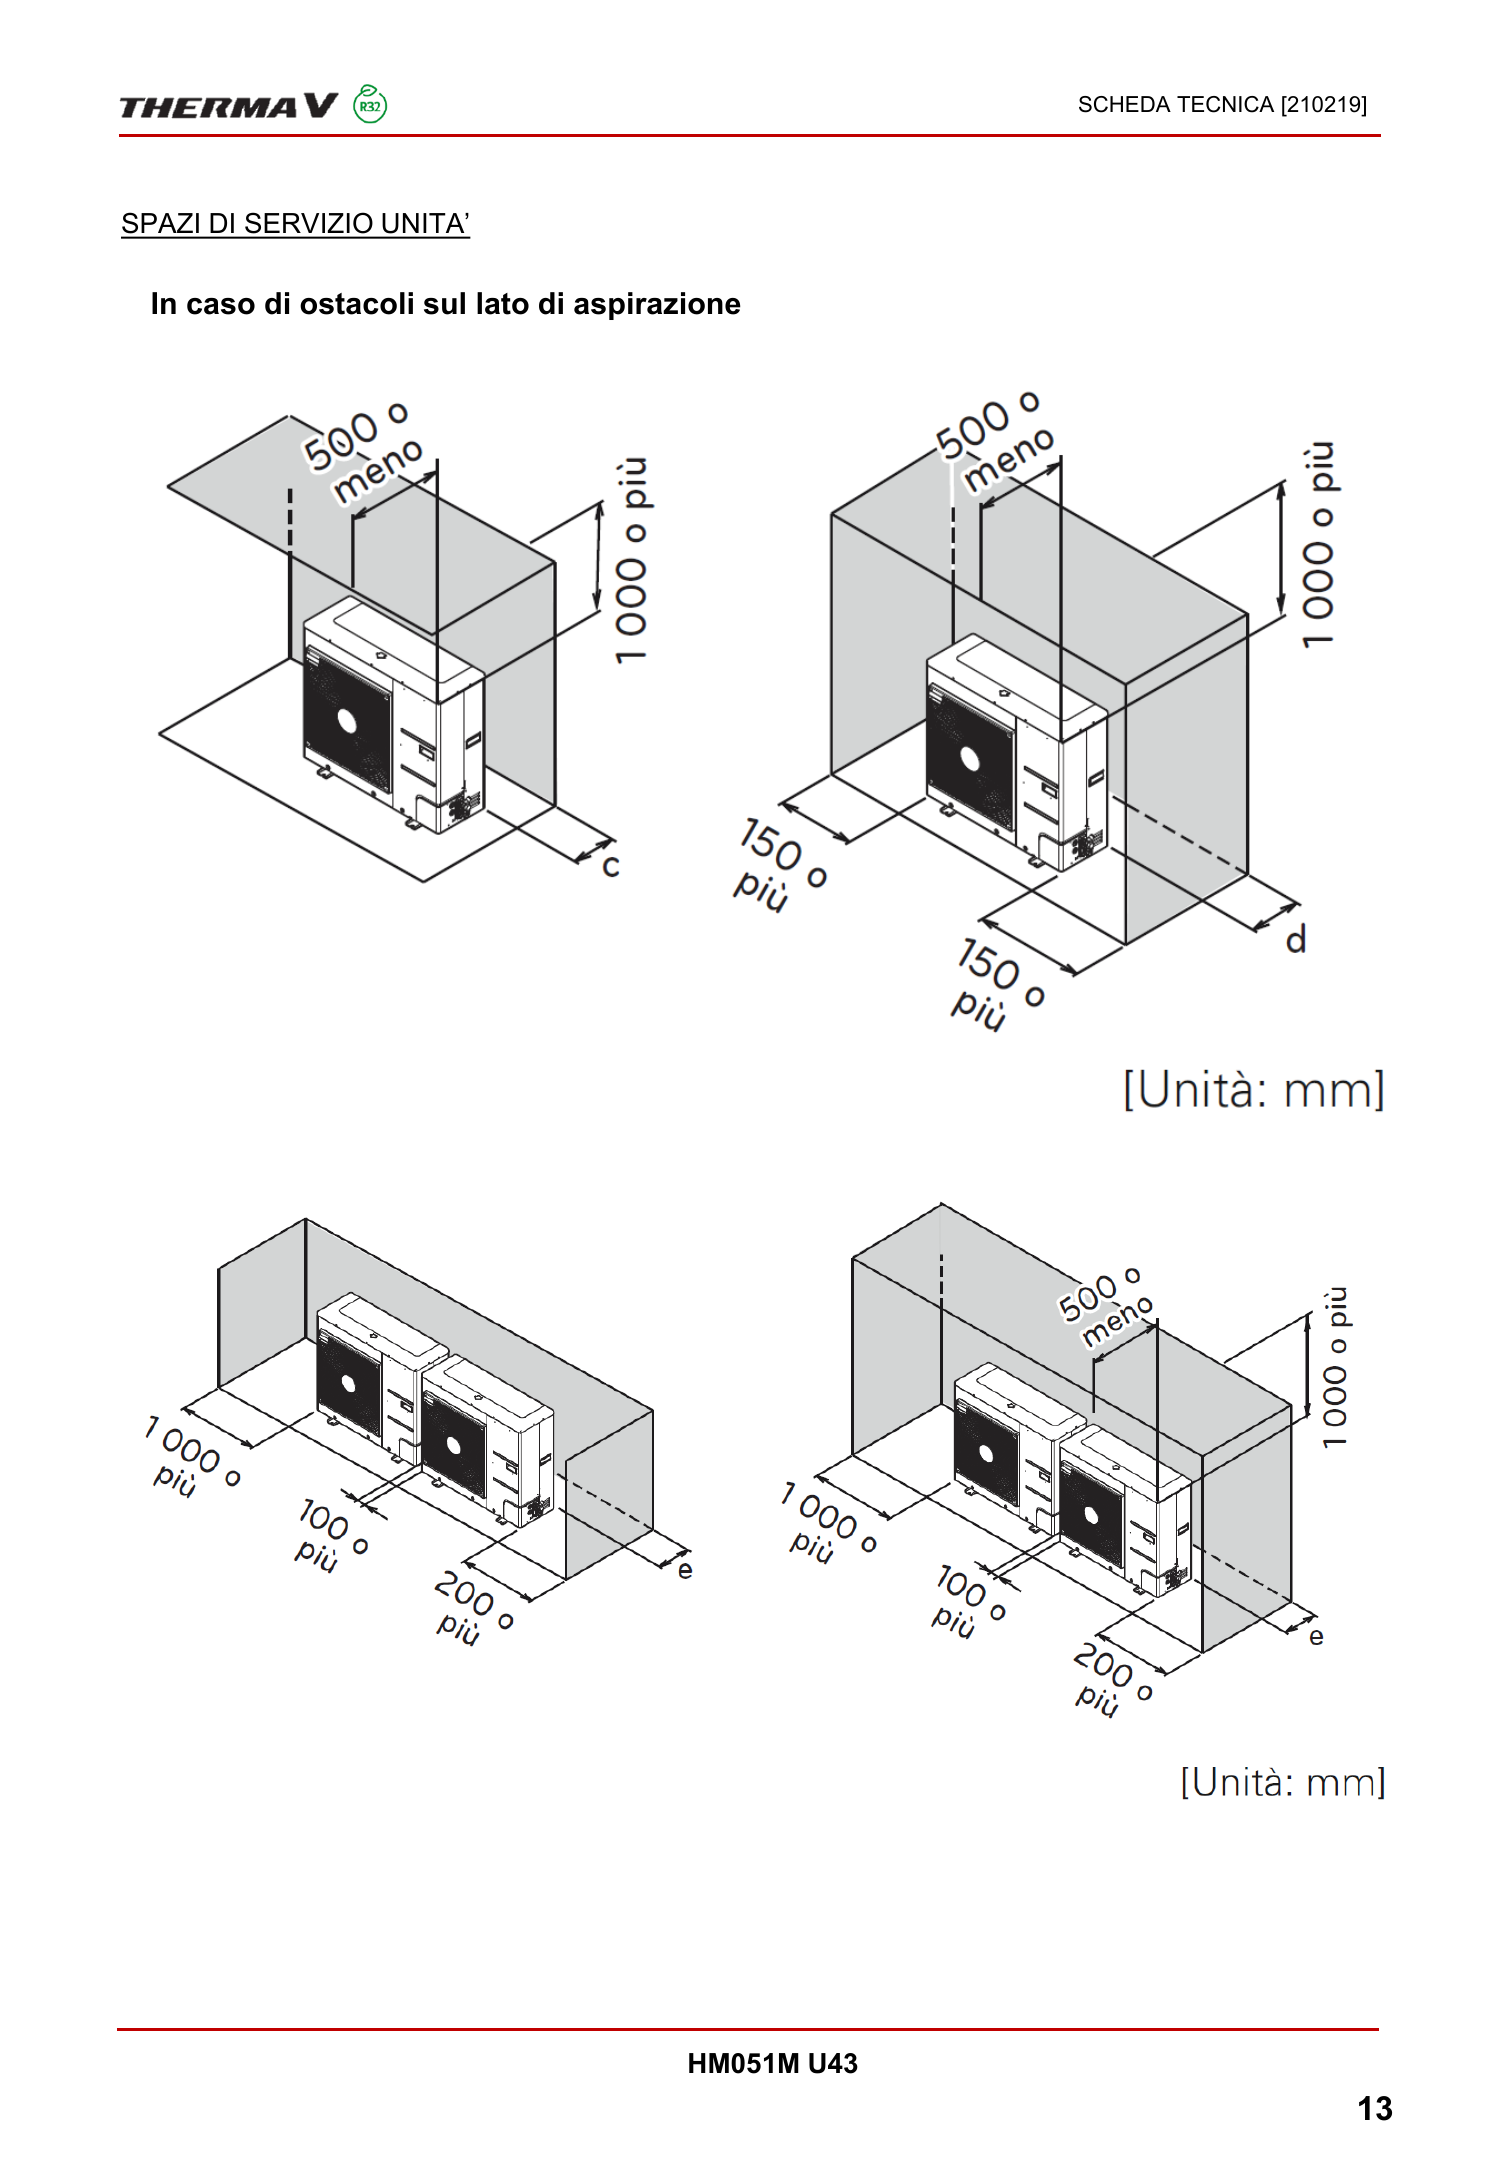 THERMA V R32
SCHEDA TECNICA [210219]
SPAZI DI SERVIZIO UNITA’
In caso di ostacoli sul lato di aspirazione
500 o
meno
1 000 o più
c
500 o
meno
1 000 o più
150 o
più
150 o
più
d
[Unità: mm]
1 000 o
più
100 o
più
200 o
più
e
500 o
meno
1 000 o più
1 000 o
più
100 o
più
200 o
più
e
[Unità: mm]
HM051M U43
13